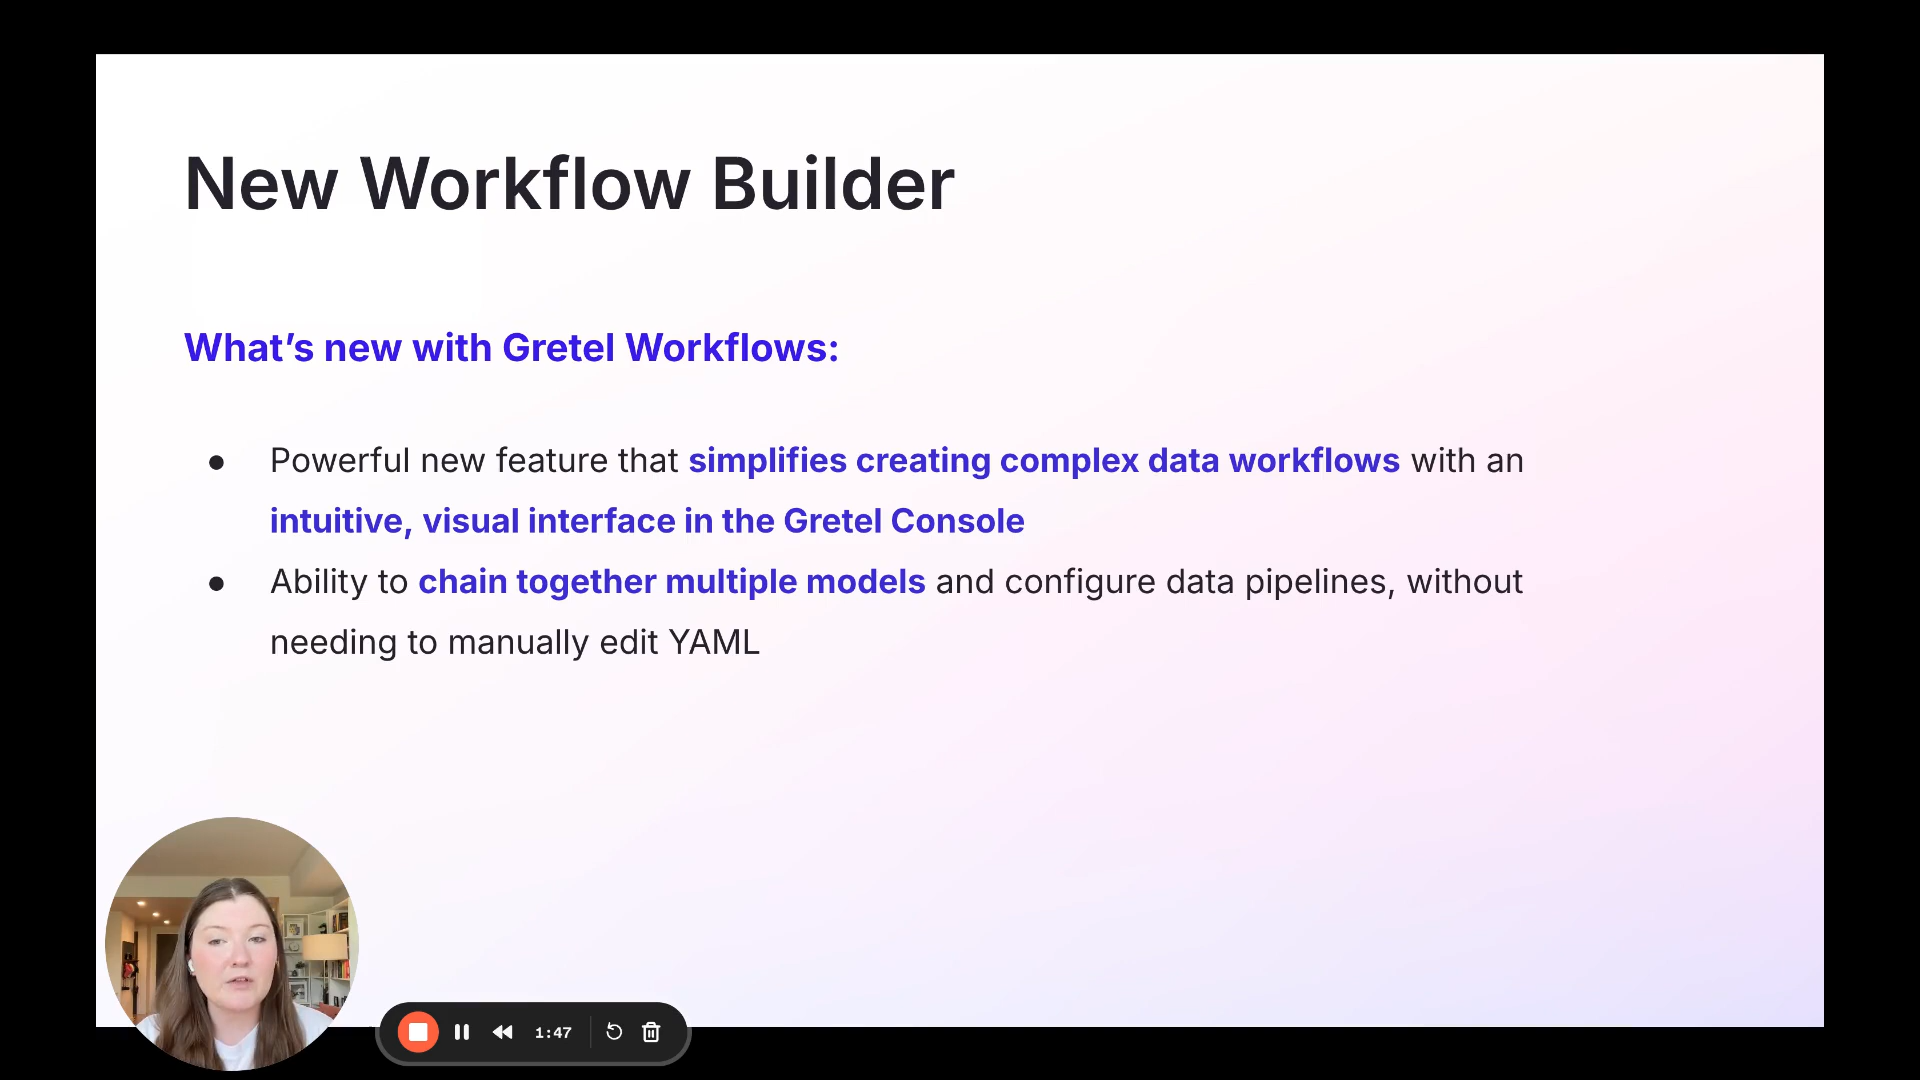 New Workflow Builder
What’s new with Gretel Workflows:
● Powerful new feature that simplifies creating complex data workflows with an
intuitive, visual interface in the Gretel Console
● Ability to chain together multiple models and configure data pipelines, without
needing to manually edit YAML
1:47